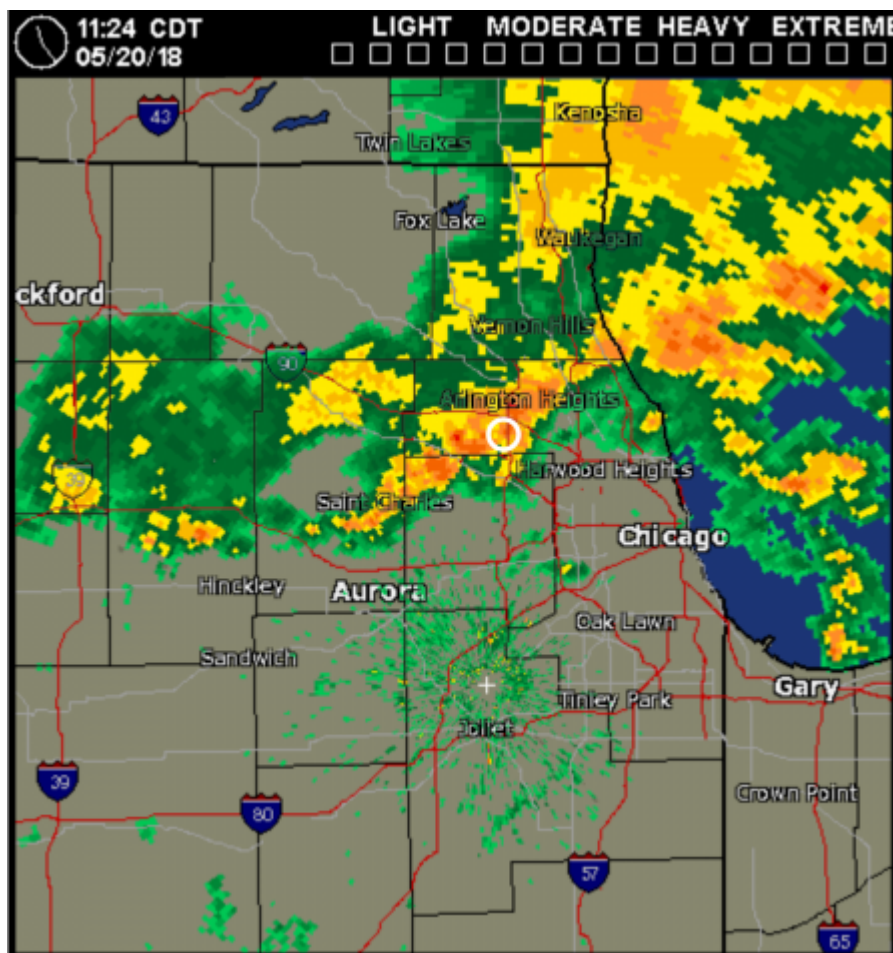 11:24 CDT
05/20/18
LIGHT MODERATE HEAVY EXTREME
43
Kenosha
Twin Lakes
Fox Lake
Waukegan
ckford
Vernon Hills
90
Arlington Heights
39
Harwood Heights
Saint Charles
Chicago
Hinckley
Aurora
Oak Lawn
Sandwich
Gary
Tinley Park
Joliet
39
Crown Point
80
57
65